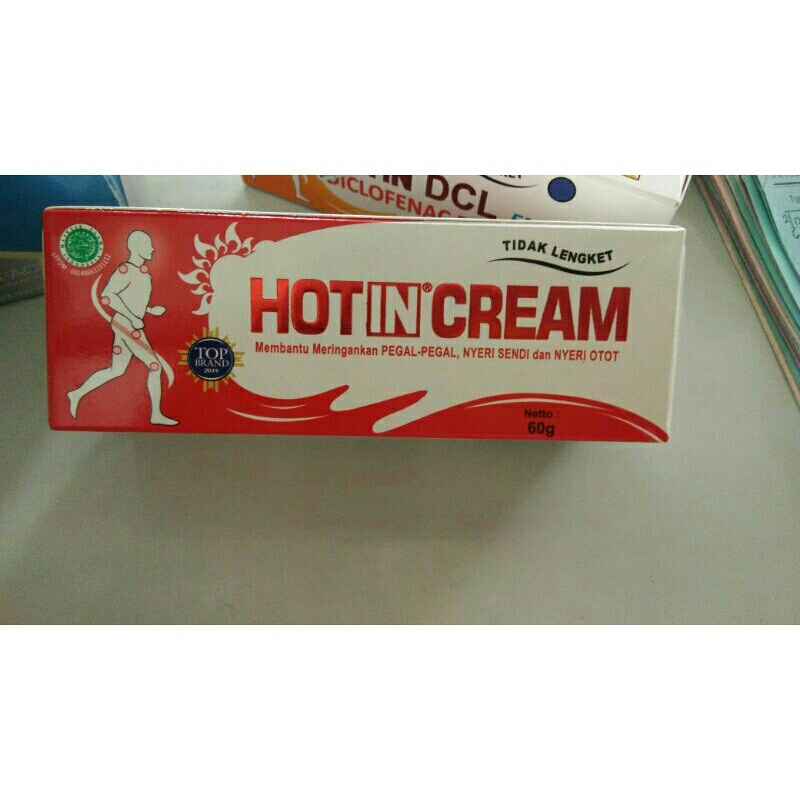 DCL
DICLOFENAC
TIDAK LENGKET
HOT IN® CREAM
Membantu Meringankan PEGAL-PEGAL, NYERI SENDI dan NYERI OTOT
TOP
BRAND
2018
Netto :
60g